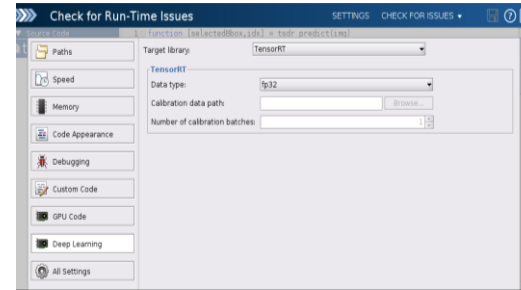 Check for Run-Time Issues SETTINGS CHECK FOR ISSUES
Source Code 1 function [selectedBbox,idx] = tsdr_predict(img)
Paths
Speed
Memory
Code Appearance
Debugging
Custom Code
GPU Code
Deep Learning
All Settings
Target library: TensorRT
TensorRT
Data type: fp32
Calibration data path: Browse...
Number of calibration batches: 1